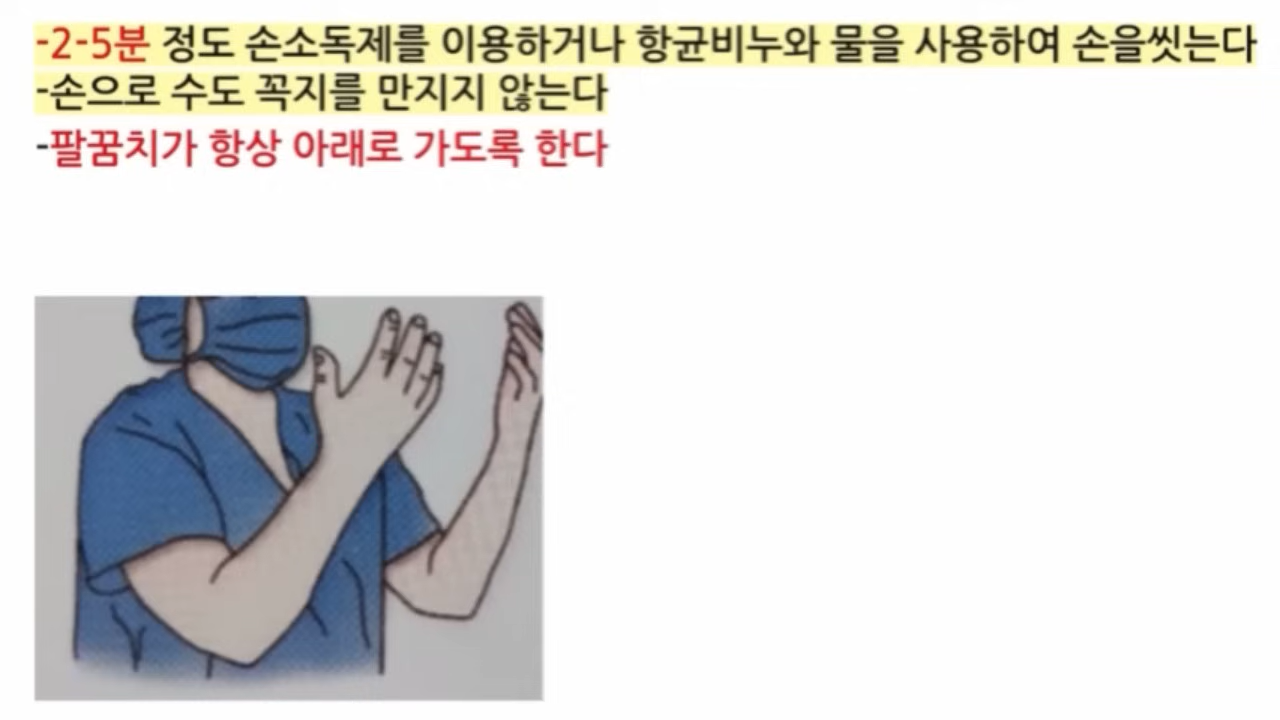 -2-5분 정도 손소독제를 이용하거나 항균비누와 물을 사용하여 손을씻는다
-손으로 수도 꼭지를 만지지 않는다
-팔꿈치가 항상 아래로 가도록 한다